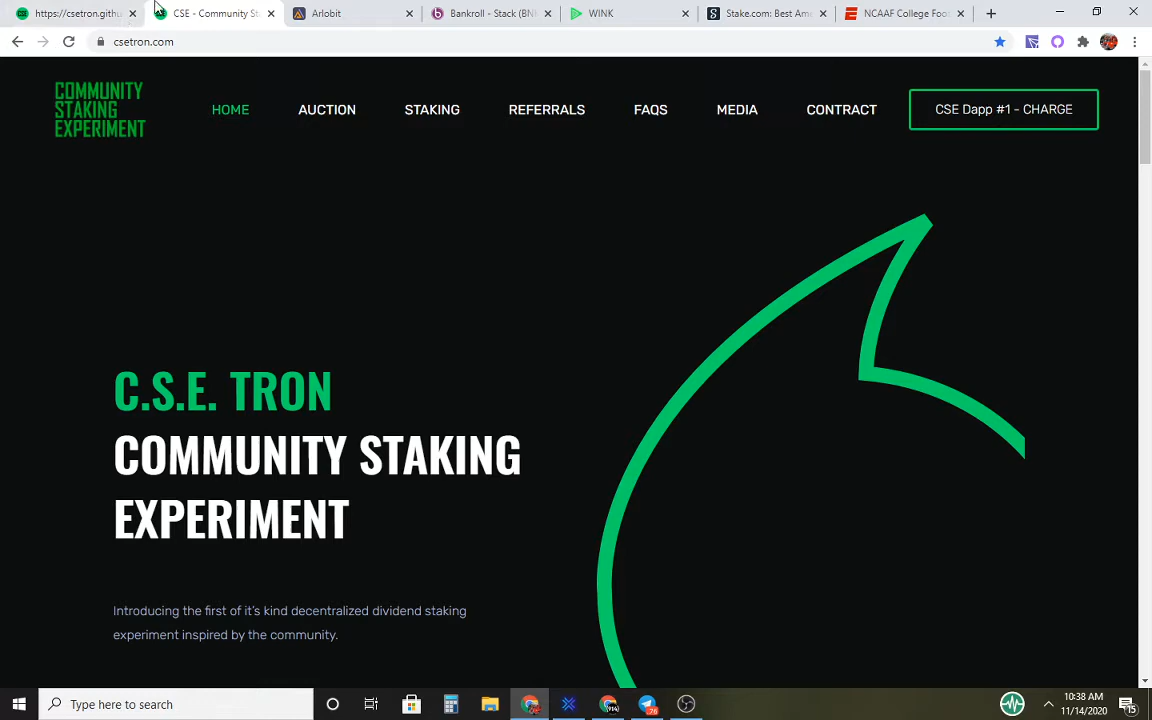 https://csetron.githu
CSE - Community St
Arlobit
Bankroll - Stack (BN
WINK
Stake.com: Best Am
NCAAF College Foo
csetron.com
COMMUNITY
STAKING
EXPERIMENT
HOME
AUCTION
STAKING
REFERRALS
FAQS
MEDIA
CONTRACT
CSE Dapp #1 - CHARGE
C.S.E. TRON
COMMUNITY STAKING
EXPERIMENT
Introducing the first of it's kind decentralized dividend staking
experiment inspired by the community.
Type here to search
10:38 AM
11/14/2020